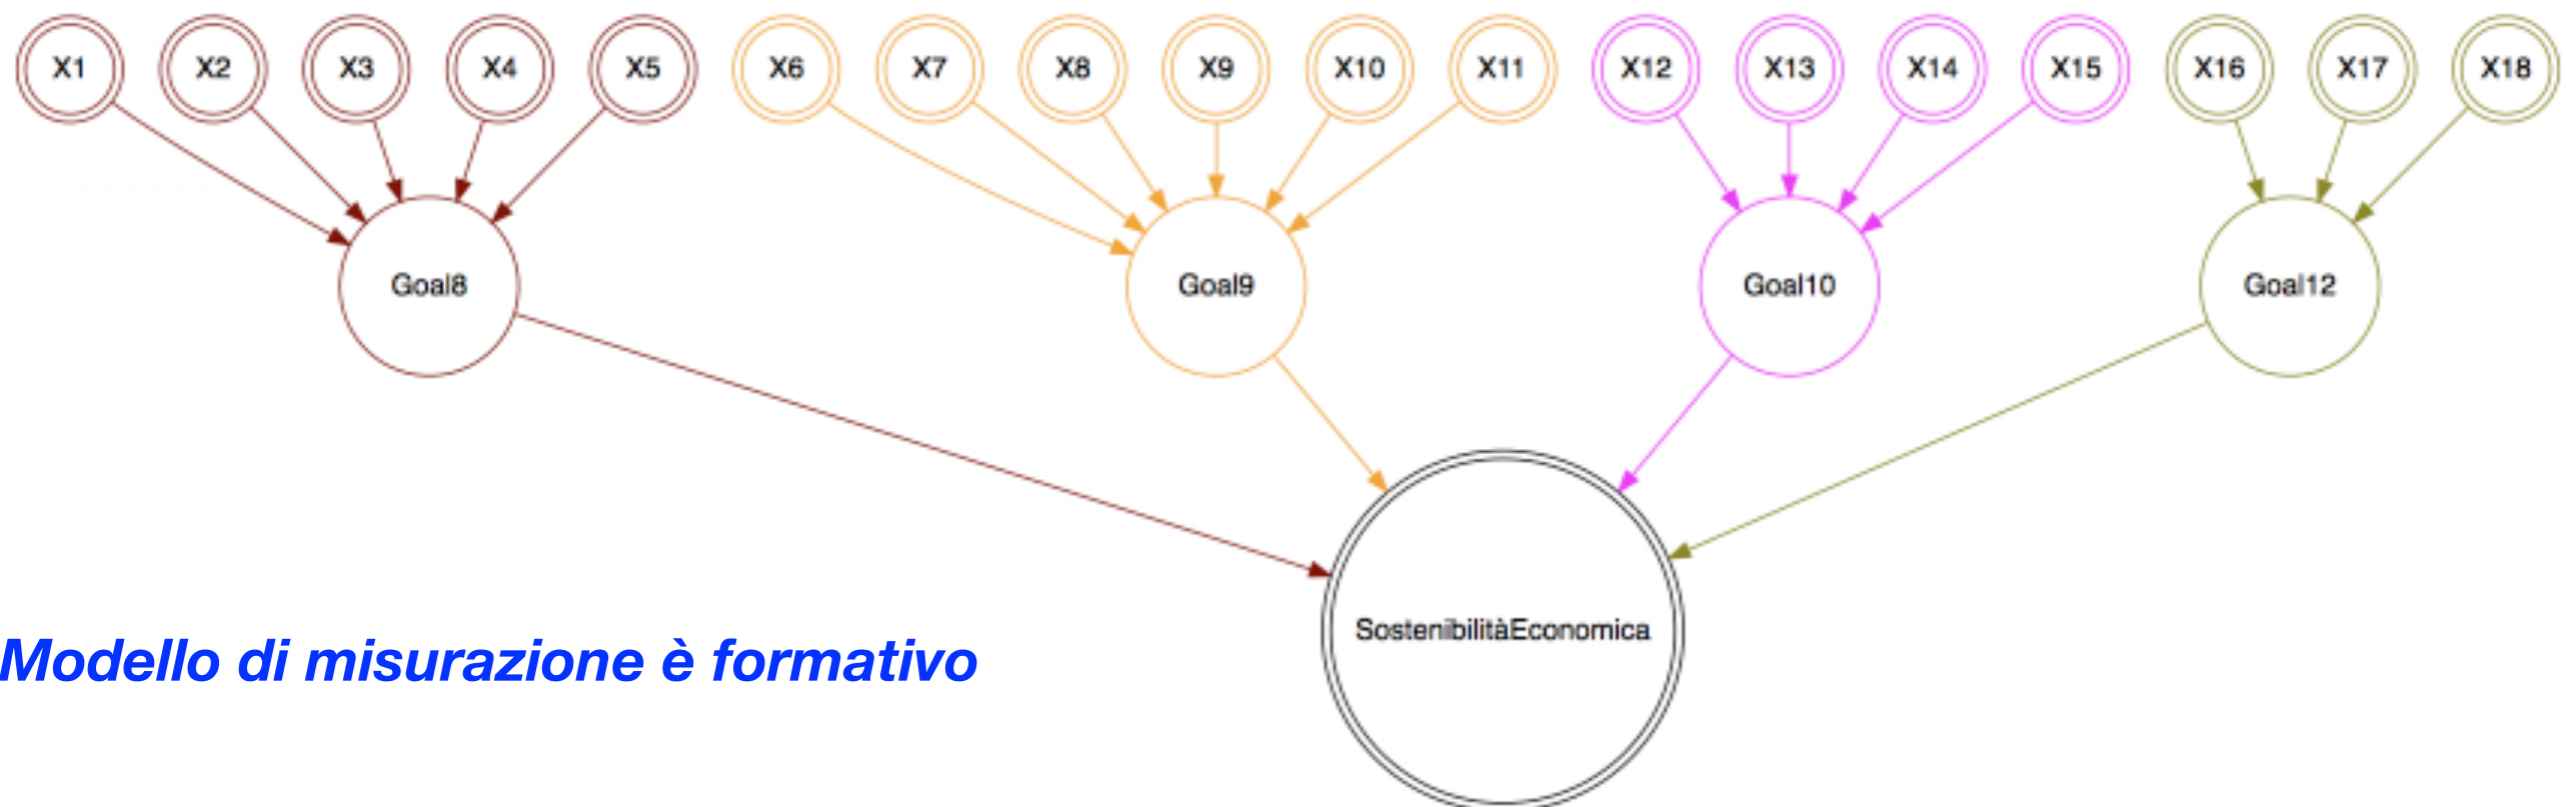 X1 X2 X3 X4 X5 X6 X7 X8 X9 X10 X11 X12 X13 X14 X15 X16 X17 X18
Goal8 Goal9 Goal10 Goal12
SostenibilitàEconomica
Modello di misurazione è formativo